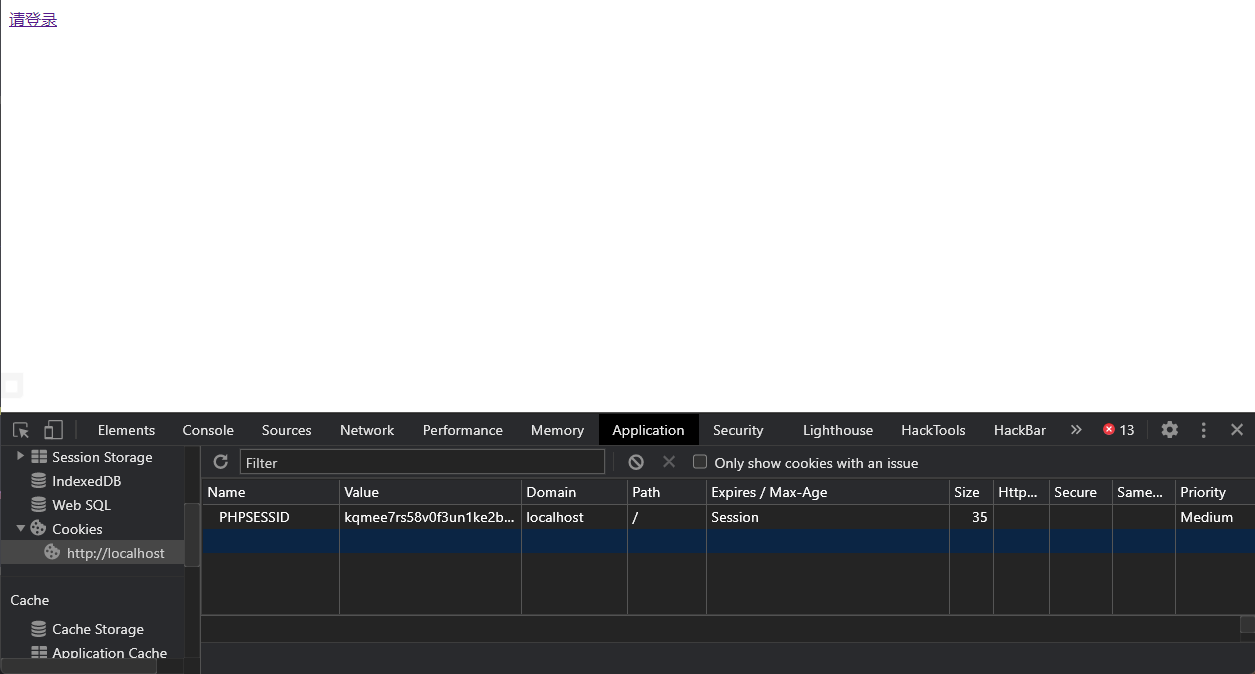 请登录
Elements Console Sources Network Performance Memory Application Security Lighthouse HackTools HackBar 13
Session Storage
IndexedDB
Web SQL
Cookies
http://localhost
Cache
Cache Storage
Application Cache
Filter Only show cookies with an issue
Name Value Domain Path Expires / Max-Age Size Http... Secure Same... Priority
PHPSESSID kqmee7rs58v0f3un1ke2b... localhost / Session 35 Medium